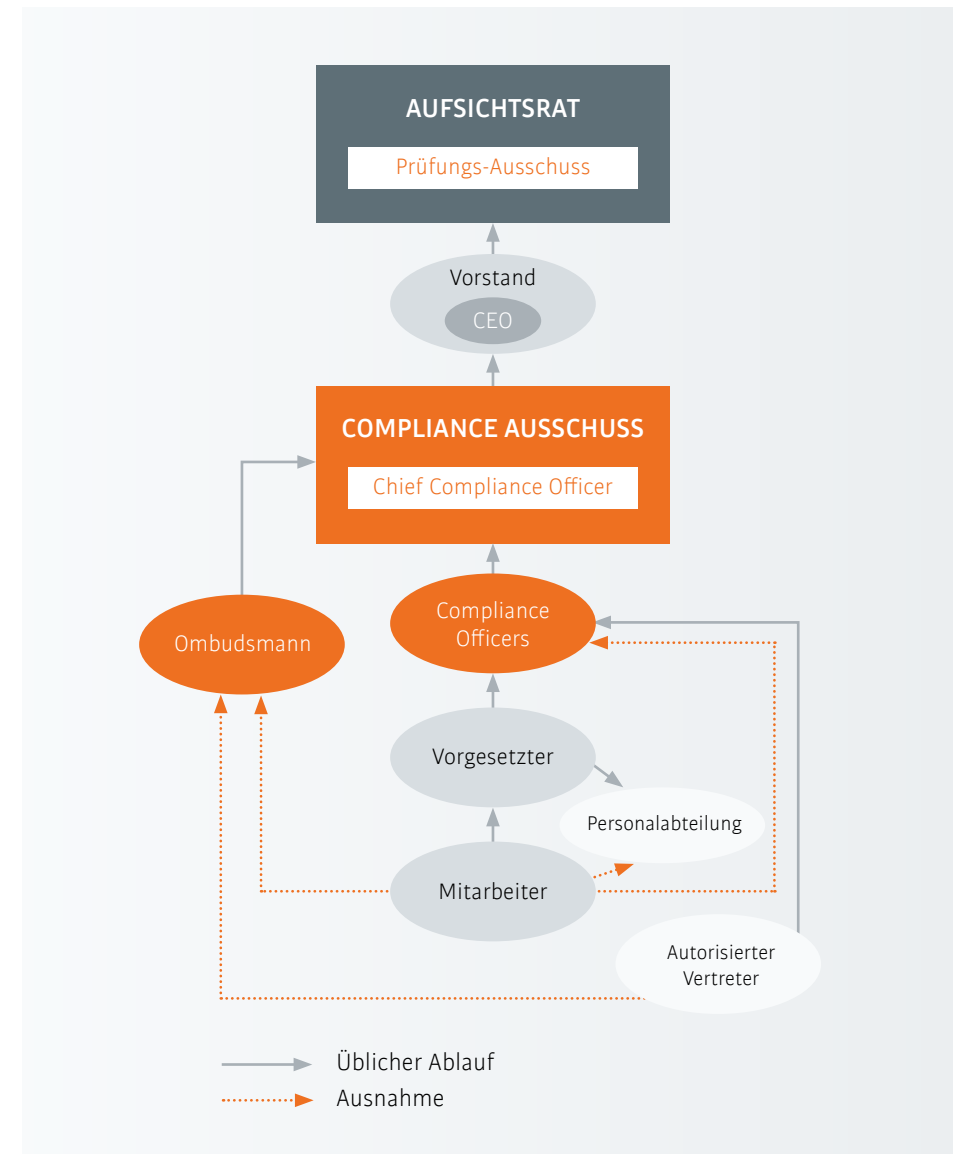 AUFSICHTSRAT
Prüfungs-Ausschuss
Vorstand
CEO
COMPLIANCE AUSSCHUSS
Chief Compliance Officer
Compliance
Officers
Ombudsmann
Vorgesetzter
Personalabteilung
Mitarbeiter
Autorisierter
Vertreter
Üblicher Ablauf
Ausnahme